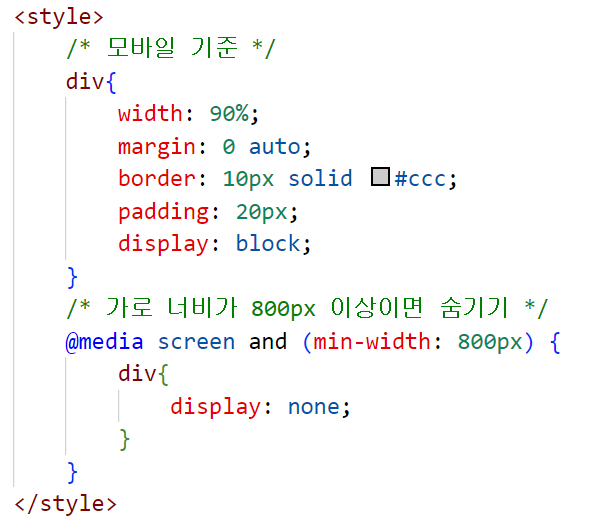 <style>
/* 모바일 기준 */
div{
width: 90%;
margin: 0 auto;
border: 10px solid #ccc;
padding: 20px;
display: block;
}
/* 가로 너비가 800px 이상이면 숨기기 */
@media screen and (min-width: 800px) {
div{
display: none;
}
}
</style>